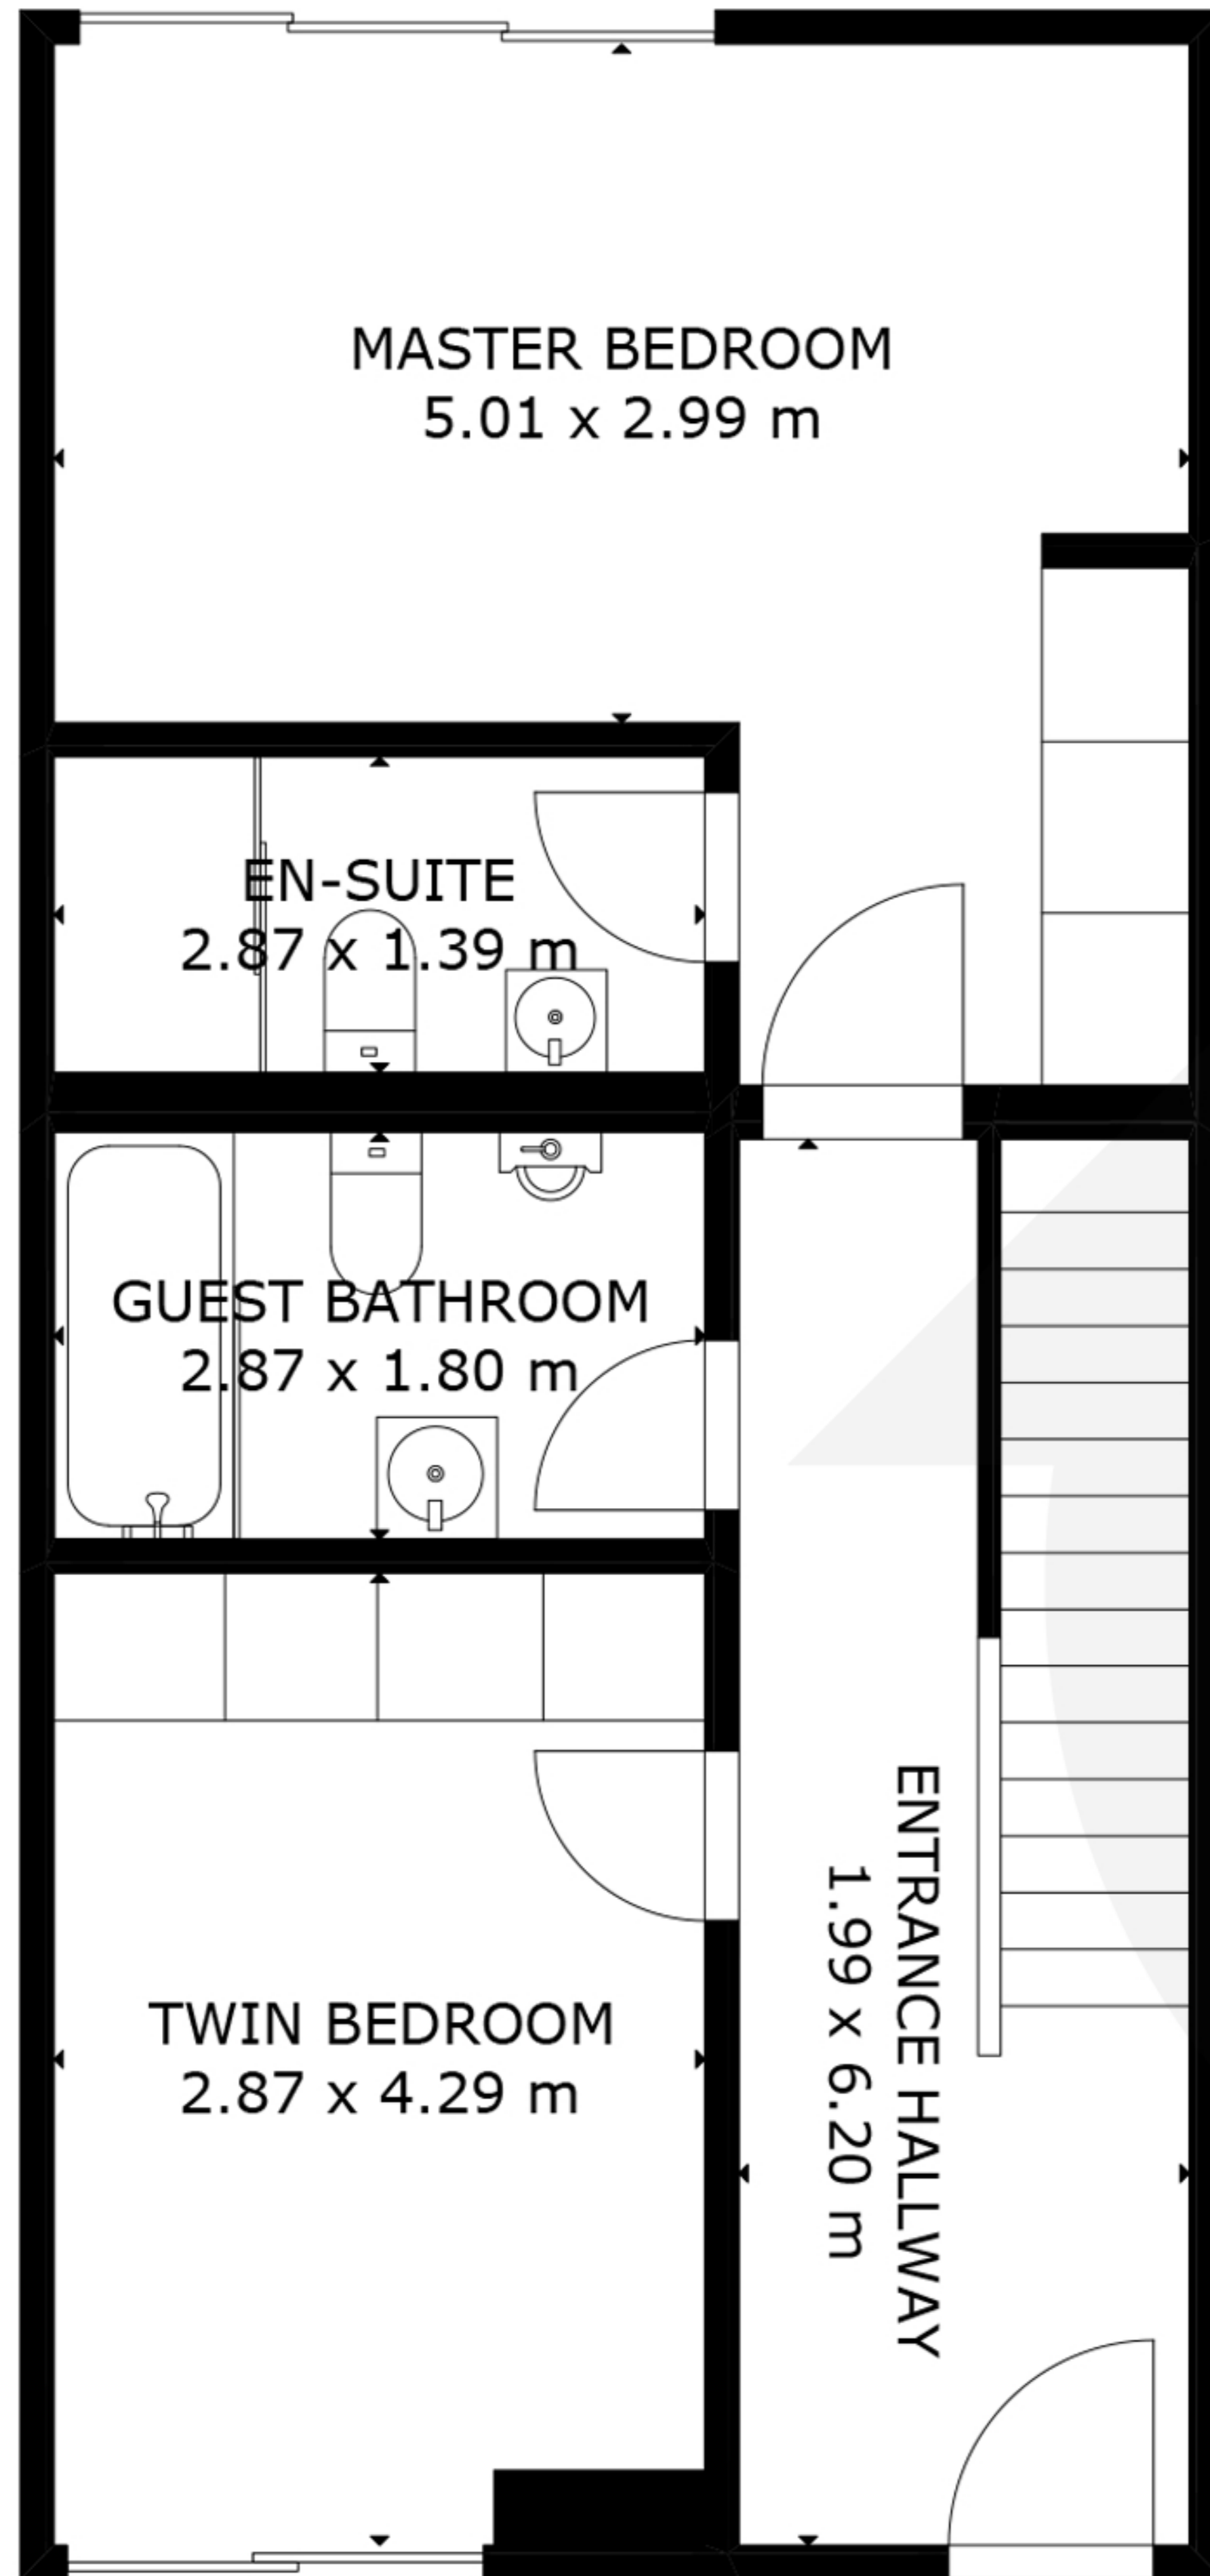 MASTER BEDROOM
5.01 x 2.99 m
EN-SUITE
2.87 x 1.39 m
GUEST BATHROOM
2.87 x 1.80 m
TWIN BEDROOM
2.87 x 4.29 m
ENTRANCE HALLWAY
1.99 x 6.20 m